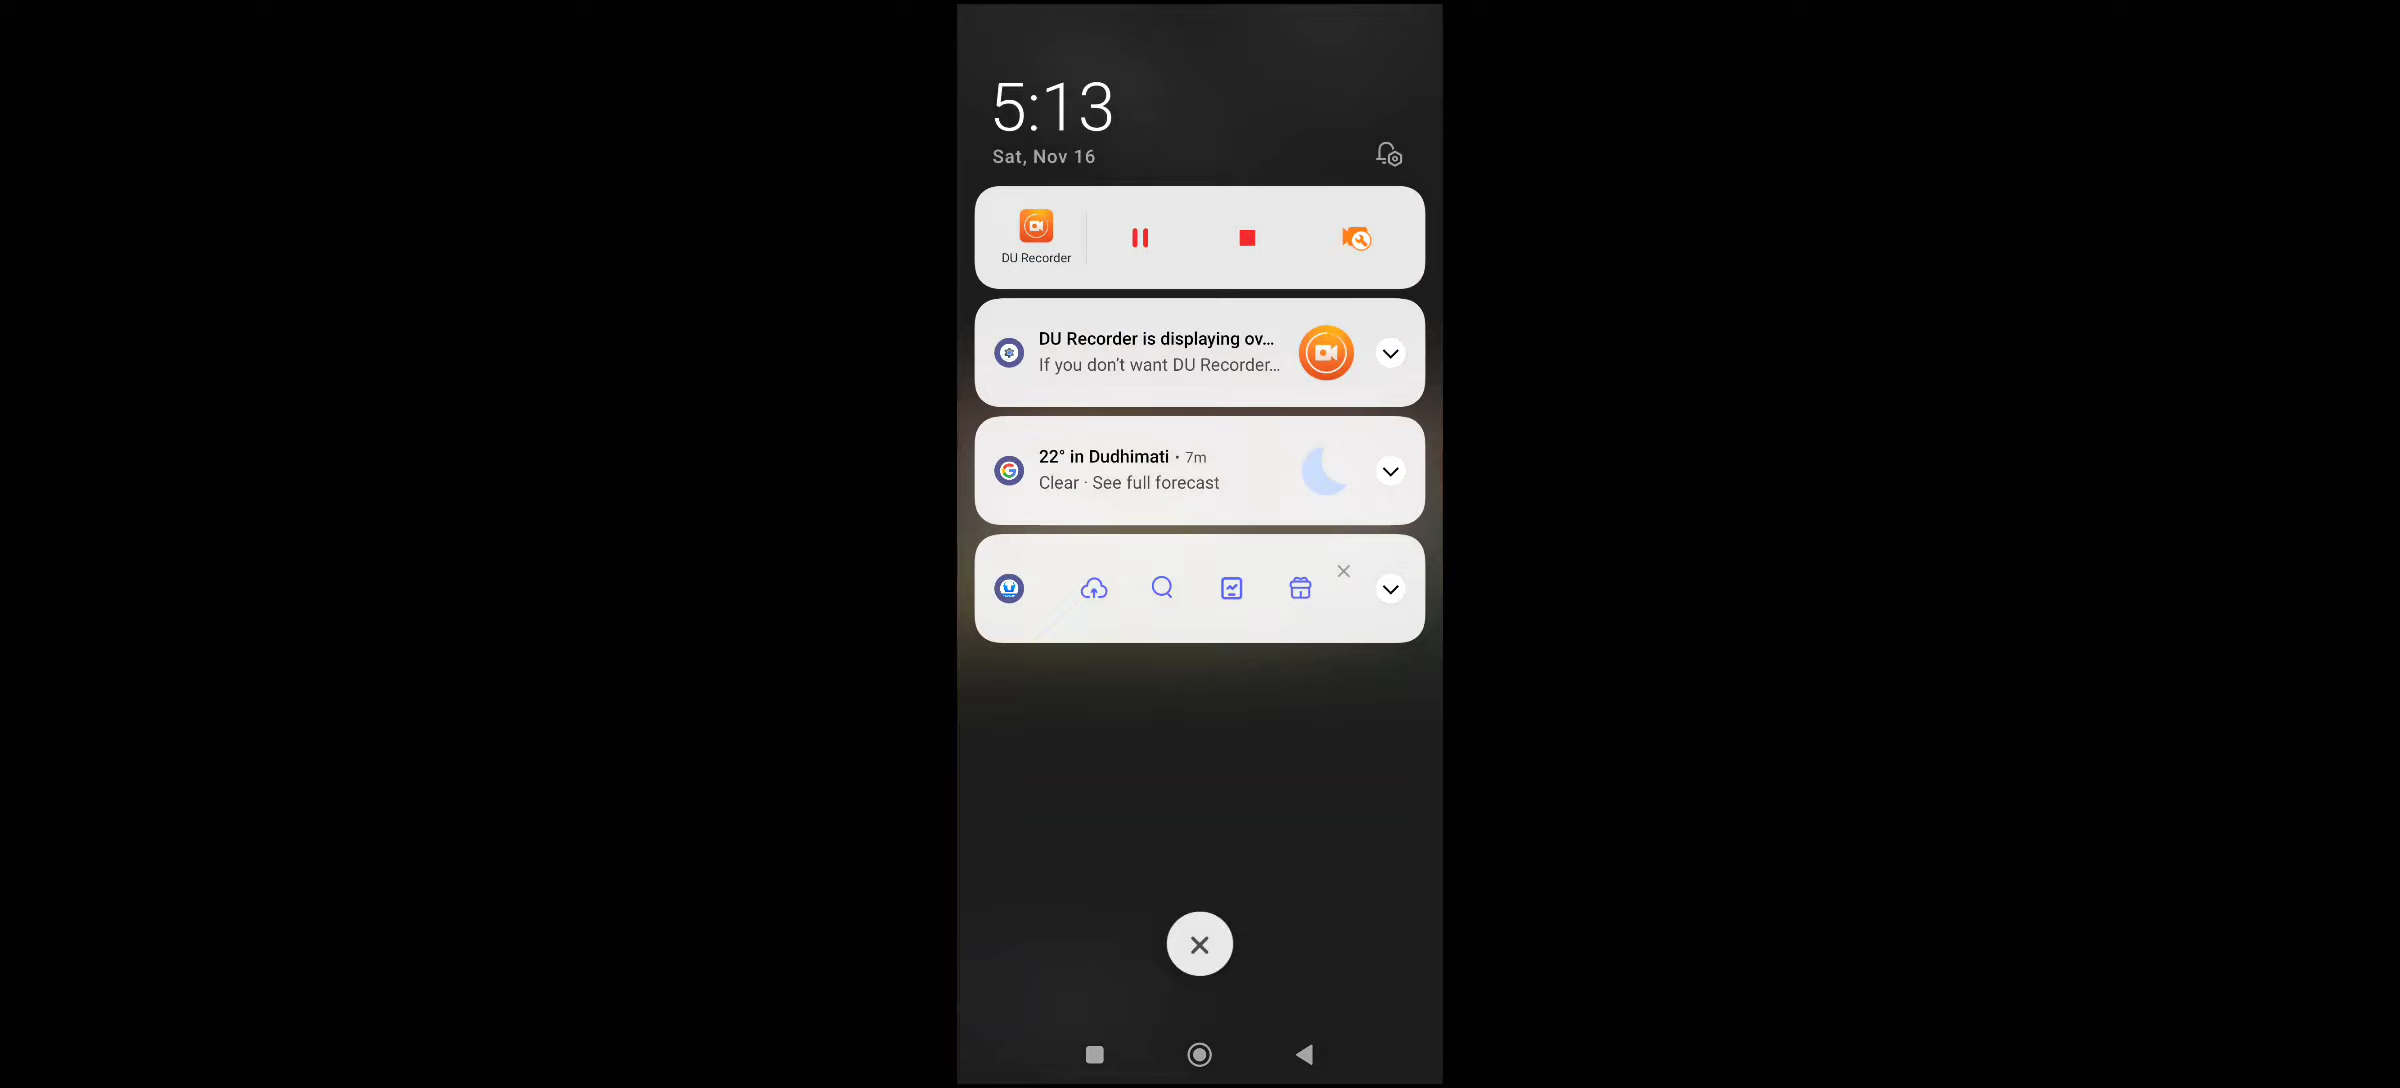 5:13
Sat, Nov 16
DU Recorder
DU Recorder is displaying ov...
If you don't want DU Recorder...
22° in Dudhimati • 7m
Clear · See full forecast